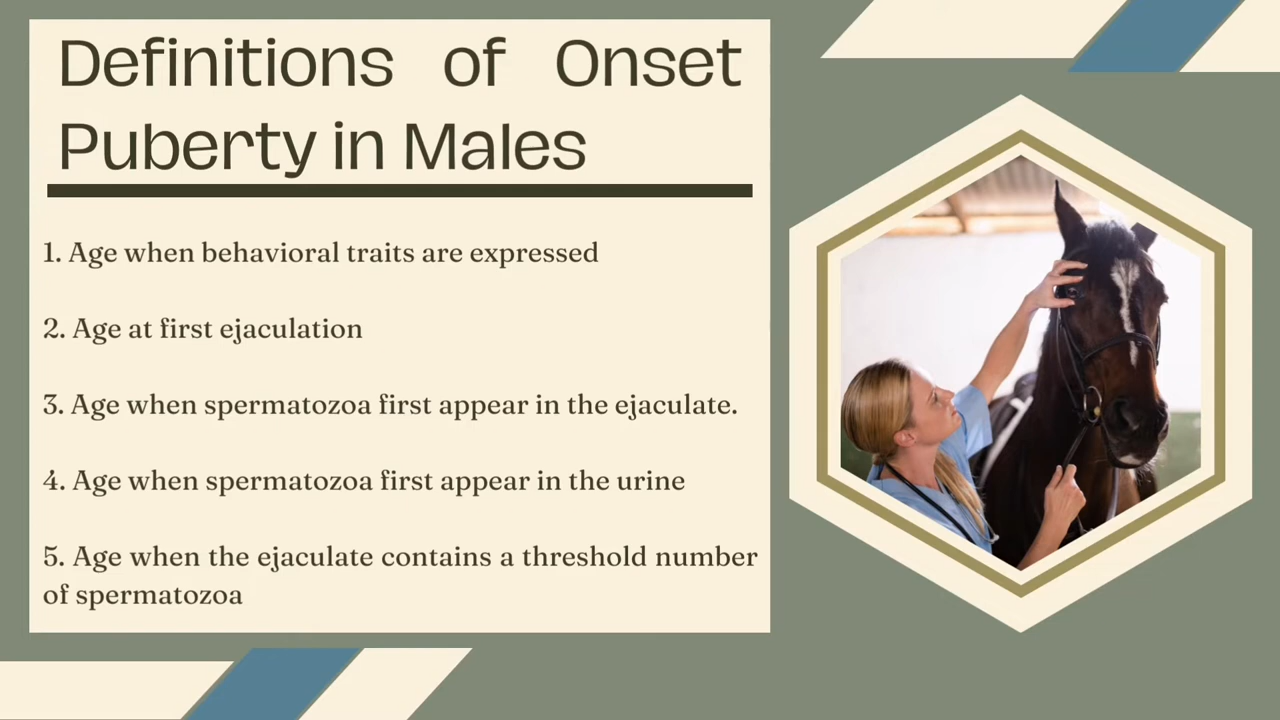 Definitions of Onset
Puberty in Males
1. Age when behavioral traits are expressed
2. Age at first ejaculation
3. Age when spermatozoa first appear in the ejaculate.
4. Age when spermatozoa first appear in the urine
5. Age when the ejaculate contains a threshold number
of spermatozoa